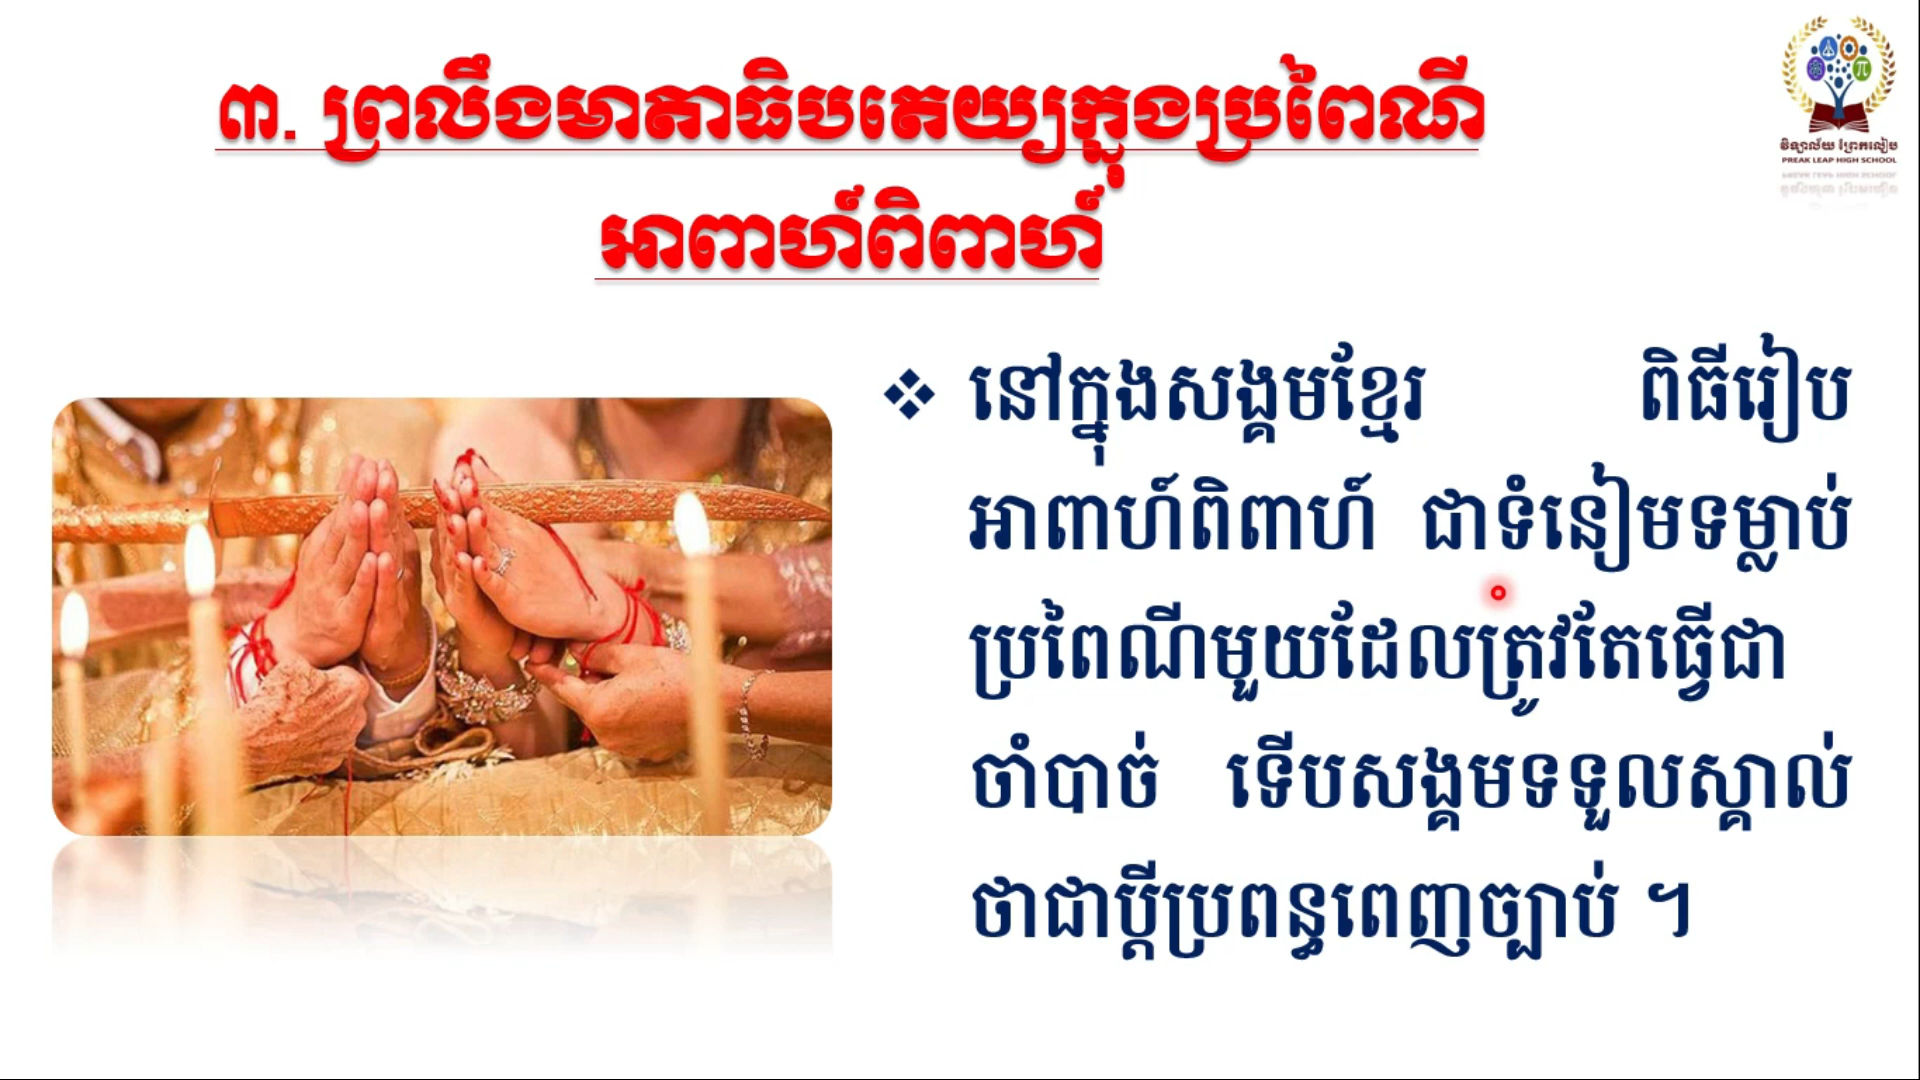 ៣. ព្រលឹងមាតាធិបតេយ្យក្នុងប្រពៃណី
អាពាហ៍ពិពាហ៍
វិទ្យាល័យ ព្រែកលៀប
PREAK LEAP HIGH SCHOOL
❖ នៅក្នុងសង្គមខ្មែរ ពិធីរៀប
អាពាហ៍ពិពាហ៍ ជាទំនៀមទម្លាប់
ប្រពៃណីមួយដែលត្រូវតែធ្វើជា
ចាំបាច់ ទើបសង្គមទទួលស្គាល់
ថាជាប្តីប្រពន្ធពេញច្បាប់ ។